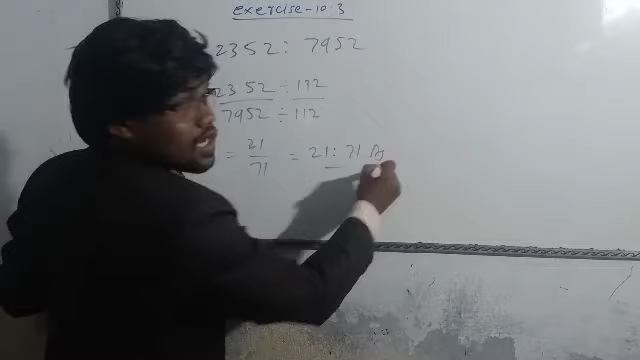 exercise-10.3
2352 : 7952
2352 ÷ 112
7952 ÷ 112
= 21/71 = 21 : 71